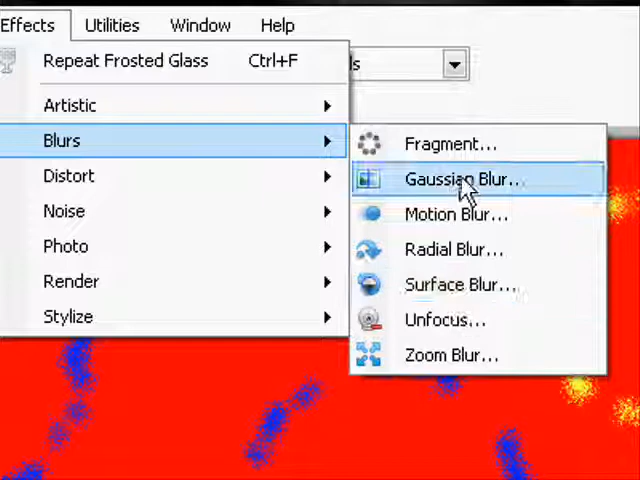 Effects Utilities Window Help
Repeat Frosted Glass Ctrl+F
ls
Artistic
Blurs
Distort
Noise
Photo
Render
Stylize
Fragment...
Gaussian Blur...
Motion Blur...
Radial Blur...
Surface Blur...
Unfocus...
Zoom Blur...